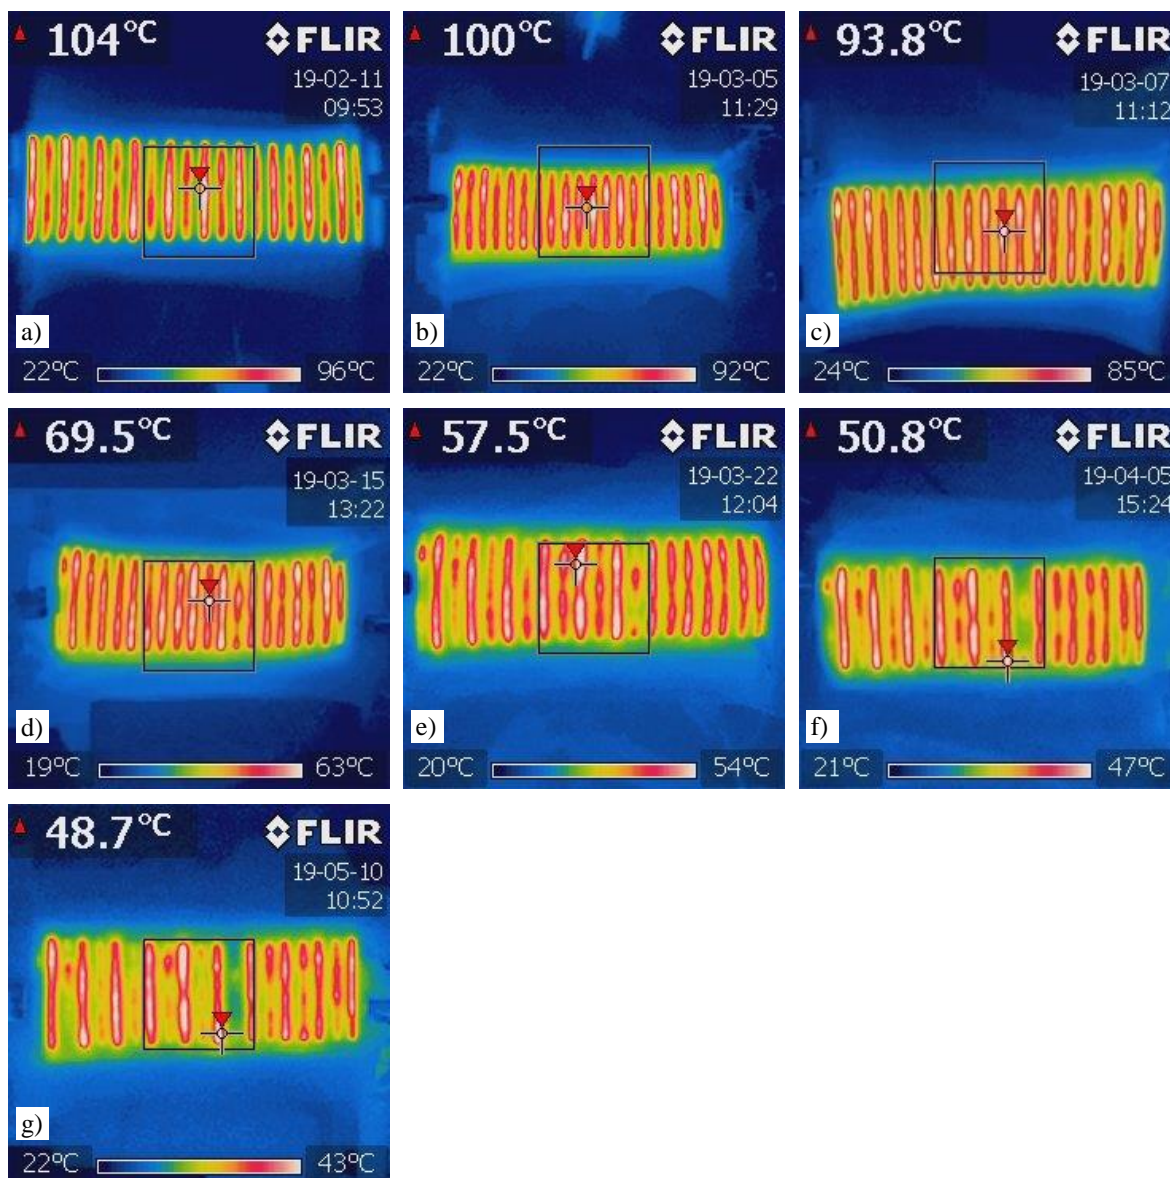 104°C FLIR
19-02-11
09:53
a)
22°C 96°C
100°C FLIR
19-03-05
11:29
b)
22°C 92°C
93.8°C FLIR
19-03-07
11:12
c)
24°C 85°C
69.5°C FLIR
19-03-15
13:22
d)
19°C 63°C
57.5°C FLIR
19-03-22
12:04
e)
20°C 54°C
50.8°C FLIR
19-04-05
15:24
f)
21°C 47°C
48.7°C FLIR
19-05-10
10:52
g)
22°C 43°C